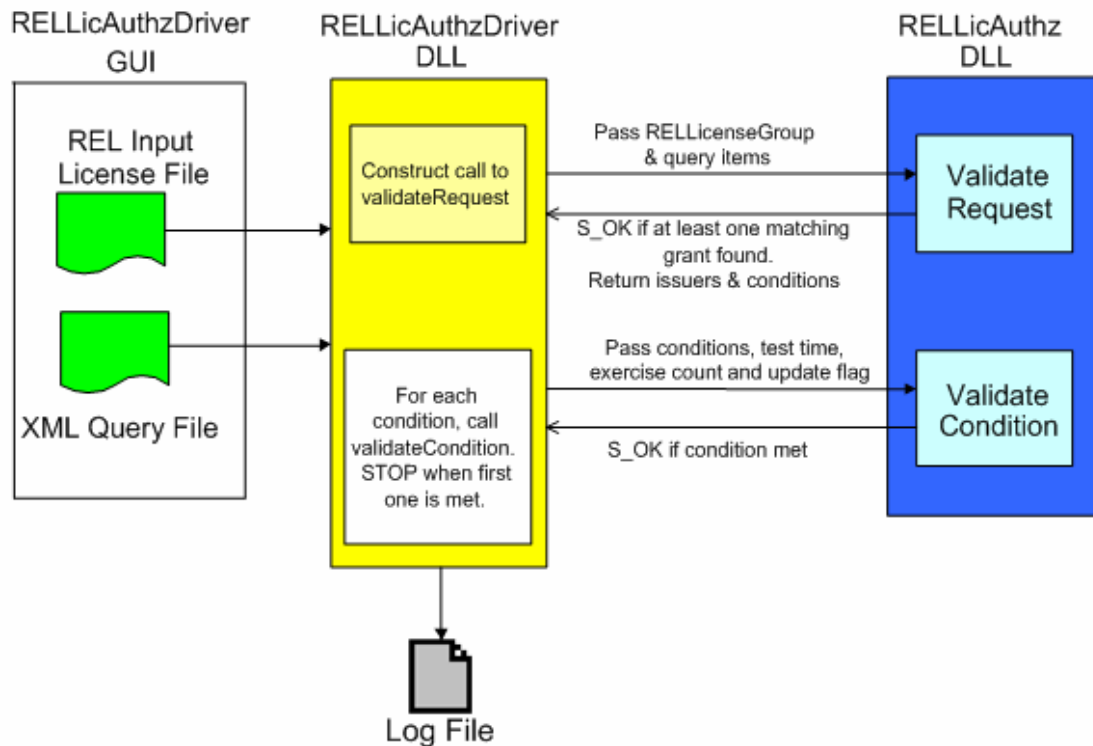 RELLicAuthzDriver
GUI
REL Input
License File
XML Query File
RELLicAuthzDriver
DLL
Construct call to
validateRequest
For each
condition, call
validateCondition.
STOP when first
one is met.
Log File
Pass RELLicenseGroup
& query items
S_OK if at least one matching
grant found.
Return issuers & conditions
Pass conditions, test time,
exercise count and update flag
S_OK if condition met
RELLicAuthz
DLL
Validate
Request
Validate
Condition